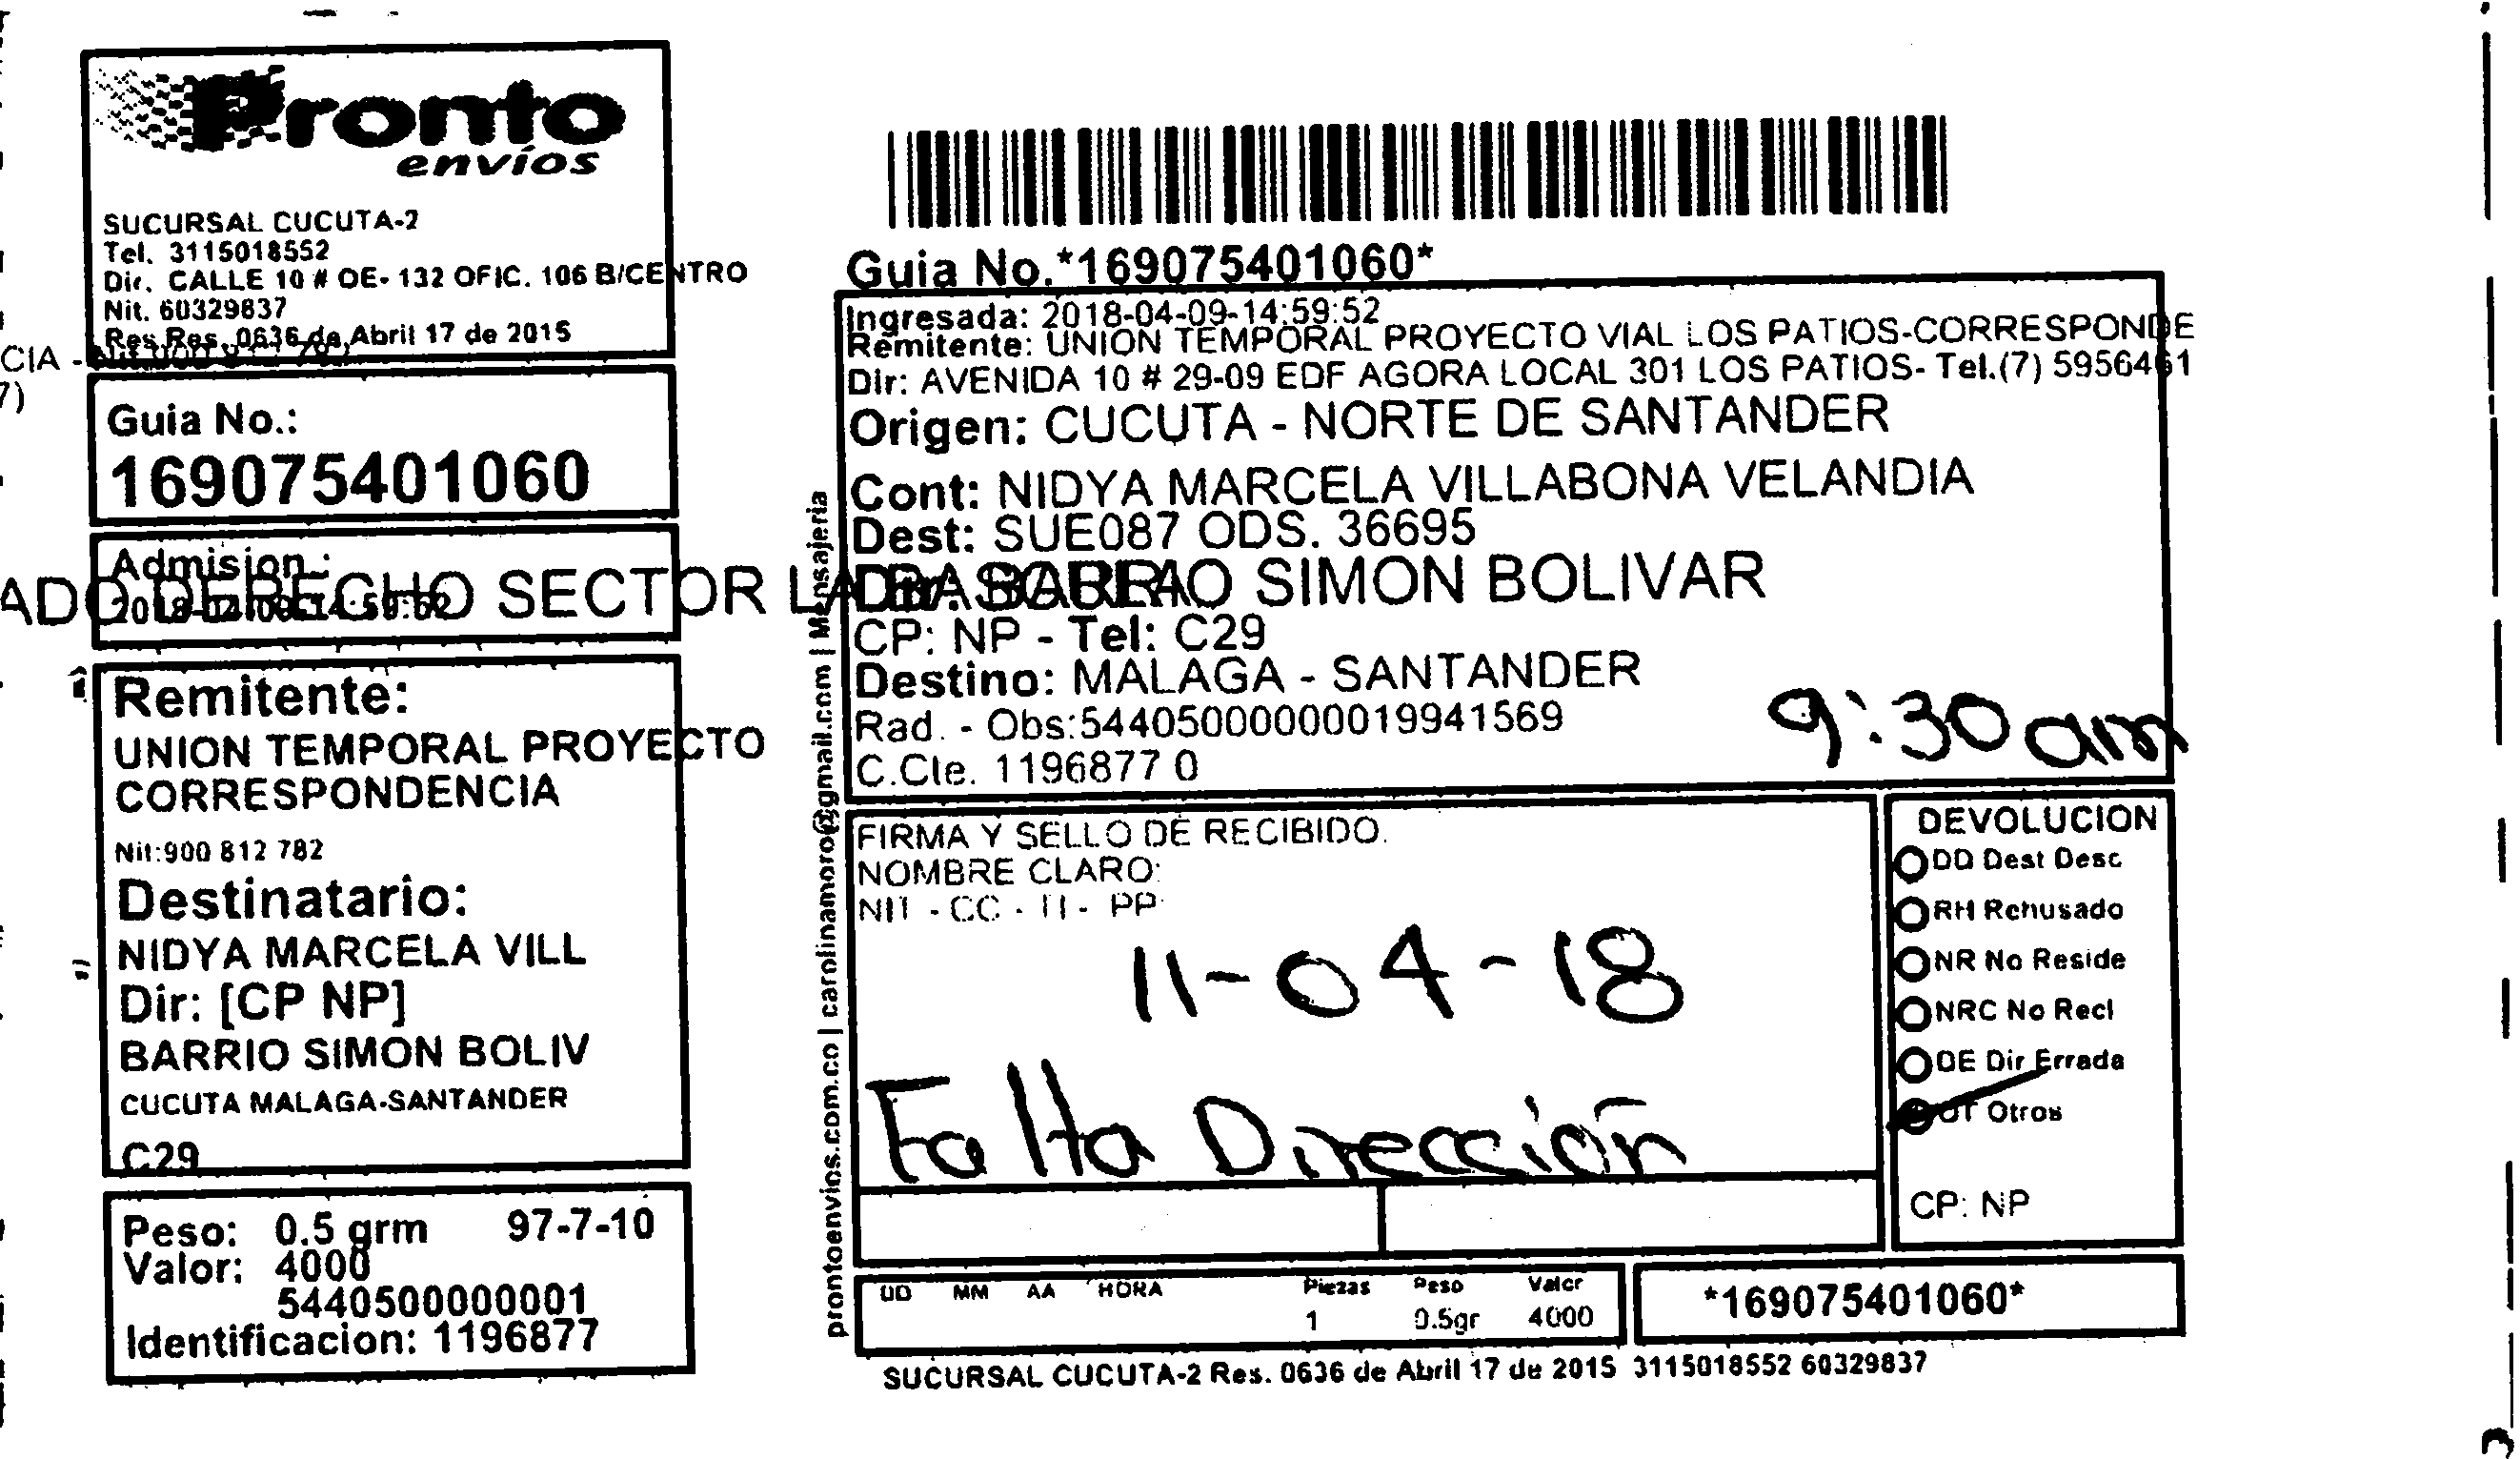 Pronto
envíos
SUCURSAL CUCUTA-2
Tel. 3115018552
Dir. CALLE 10 # OE- 132 OFIC. 106 B/CENTRO
Nit. 60329837
Res.Res. 0636 de Abril 17 de 2015
CIA -
7)
Guia No.:
169075401060
Admision.:
DERECHO SECTOR
Remitente:
UNION TEMPORAL PROYECTO
CORRESPONDENCIA
Nit:900 812 782
Destinatario:
NIDYA MARCELA VILL
Dir: [CP NP]
BARRIO SIMON BOLIV
CUCUTA MALAGA-SANTANDER
C29
Peso: 0.5 grm 97-7-10
Valor: 4000
5440500000001
Identificacion: 1196877
prontoenvios.com.co | carolinanmoro@gmail.com | Mensajeria
Guia No.*169075401060*
Ingresada: 2018-04-09-14:59:52
Remitente: UNION TEMPORAL PROYECTO VIAL LOS PATIOS-CORRESPONDE
Dir: AVENIDA 10 # 29-09 EDF AGORA LOCAL 301 LOS PATIOS- Tel.(7) 5956461
Origen: CUCUTA - NORTE DE SANTANDER
Cont: NIDYA MARCELA VILLABONA VELANDIA
Dest: SUE087 ODS. 36695
Dir: BARRIO SIMON BOLIVAR
CP: NP - Tel: C29
Destino: MALAGA - SANTANDER
Rad. - Obs:544050000000019941569
C.Cle. 1196877 0
9:30 am
FIRMA Y SELLO DE RECIBIDO.
NOMBRE CLARO:
NIT - CC - TI - PP
11-04-18
Falta Dirección
DEVOLUCION
DD Dest Desc
RH Rehusado
NR No Reside
NRC No Recl
DE Dir Errada
OT Otros
CP: NP
DD MM AA HORA Piezas Peso Valor
1 0.5gr 4000
*169075401060*
SUCURSAL CUCUTA-2 Res. 0636 de Abril 17 de 2015 3115018552 60329837